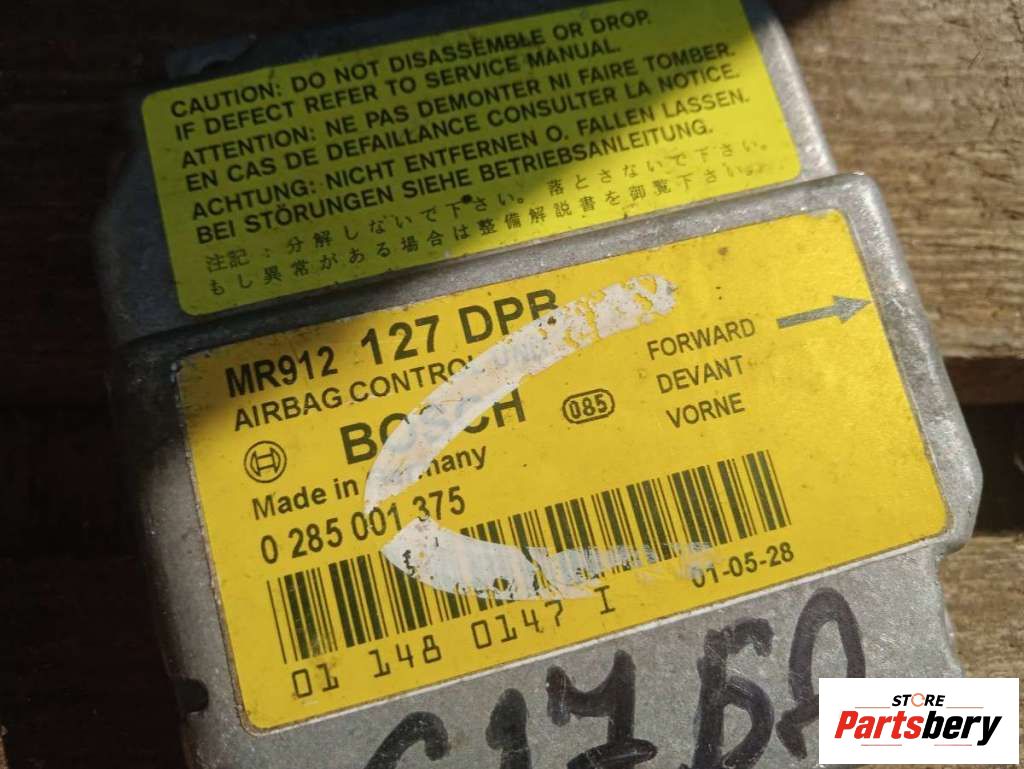 CAUTION: DO NOT DISASSEMBLE OR DROP.
IF DEFECT REFER TO SERVICE MANUAL.
ATTENTION: NE PAS DEMONTER NI FAIRE TOMBER.
EN CAS DE DEFAILLANCE CONSULTER LA NOTICE.
ACHTUNG: NICHT ENTFERNEN O. FALLEN LASSEN.
BEI STÖRUNGEN SIEHE BETRIEBSANLEITUNG.
注記：分解しないで下さい。落とさないで下さい。
もし異常がある場合は整備解説書を御覧下さい。
MR912 127 DPB
AIRBAG CONTROL
BOSCH
085
FORWARD
DEVANT
VORNE
Made in Germany
0 285 001 375
01-05-28
01 148 0147 I
STORE
Partsbery